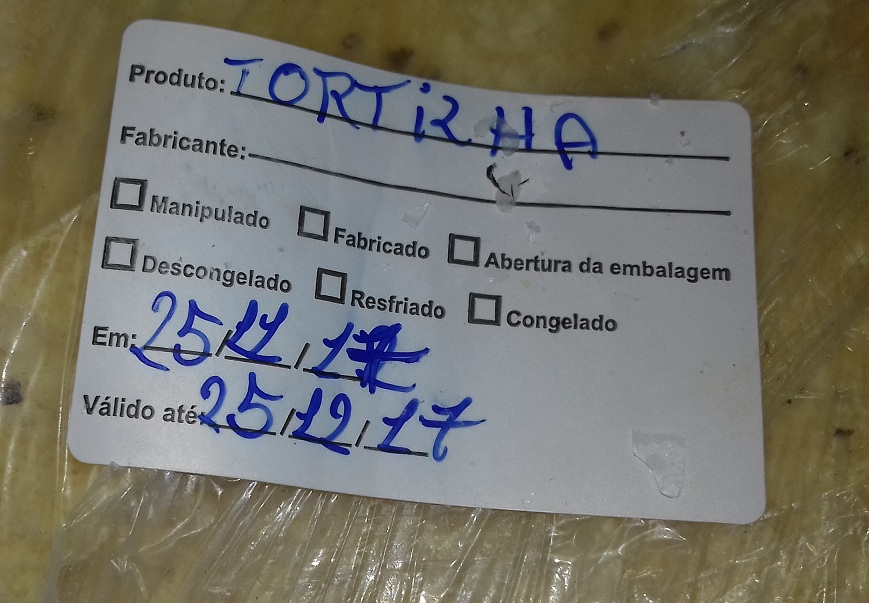 Produto: TORTiRHA
Fabricante:
Manipulado Fabricado Abertura da embalagem
Descongelado Resfriado Congelado
Em: 25/11/17
Válido até: 25/12/17